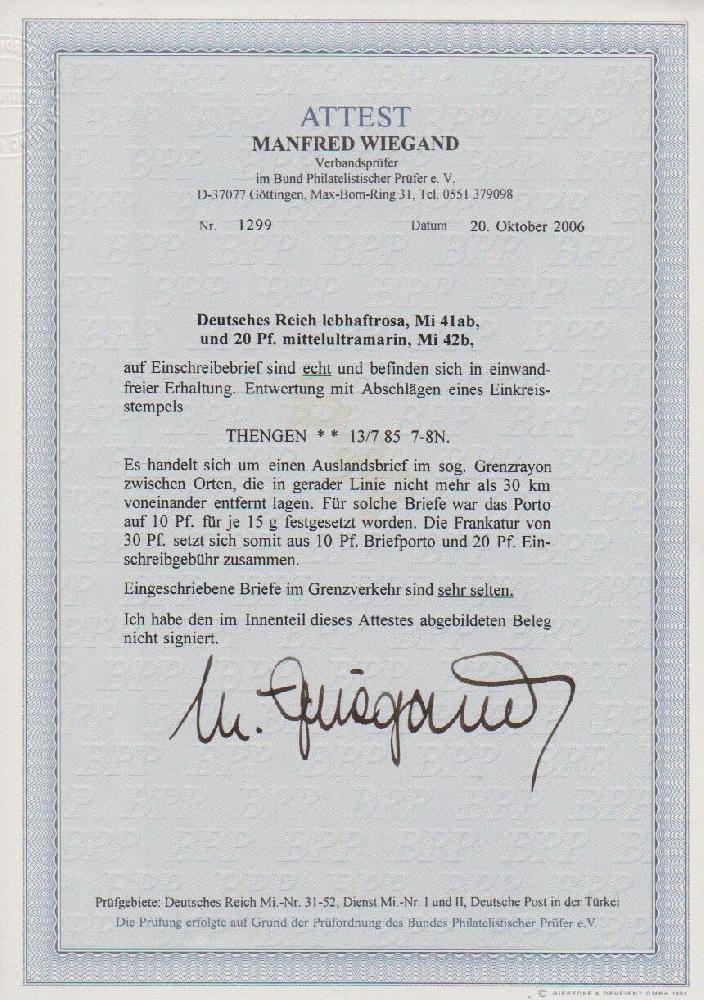 ATTEST
MANFRED WIEGAND
Verbandsprüfer
im Bund Philatelistischer Prüfer e. V.
D-37077 Göttingen, Max-Born-Ring 31, Tel. 0551 379098
Nr. 1299 Datum 20. Oktober 2006
Deutsches Reich lebhaftrosa, Mi 41ab,
und 20 Pf. mittelultramarin, Mi 42b,
auf Einschreibebrief sind echt und befinden sich in einwand-
freier Erhaltung. Entwertung mit Abschlägen eines Einkreis-
stempels
THENGEN * * 13/7 85 7-8N.
Es handelt sich um einen Auslandsbrief im sog. Grenzrayon
zwischen Orten, die in gerader Linie nicht mehr als 30 km
voneinander entfernt lagen. Für solche Briefe war das Porto
auf 10 Pf. für je 15 g festgesetzt worden. Die Frankatur von
30 Pf. setzt sich somit aus 10 Pf. Briefporto und 20 Pf. Ein-
schreibgebühr zusammen.
Eingeschriebene Briefe im Grenzverkehr sind sehr selten.
Ich habe den im Innenteil dieses Attestes abgebildeten Beleg
nicht signiert.
M. Wiegand
Prüfgebiete: Deutsches Reich Mi.-Nr. 31-52, Dienst Mi.-Nr. I und II, Deutsche Post in der Türkei
Die Prüfung erfolgte auf Grund der Prüfordnung des Bundes Philatelistischer Prüfer e.V.